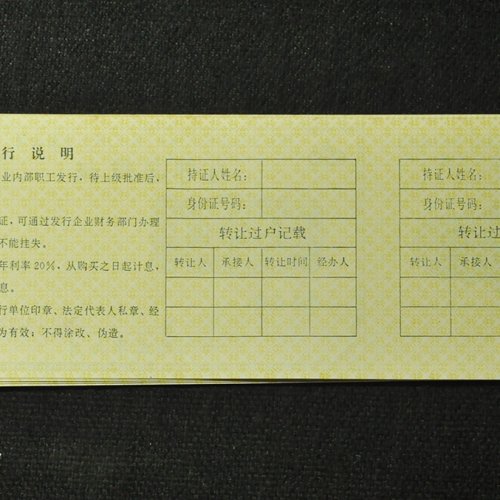 行 说 明
业内部职工发行，待上级批准后，
证，可通过发行企业财务部门办理
不能挂失。
年利率20%，从购买之日起计息，
息。
行单位印章、法定代表人私章、经
为有效；不得涂改、伪造。
持证人姓名：
身份证号码：
转让过户记载
转让人 承接人 转让时间 经办人
持证人姓名：
身份证号码：
转让过
转让人 承接人